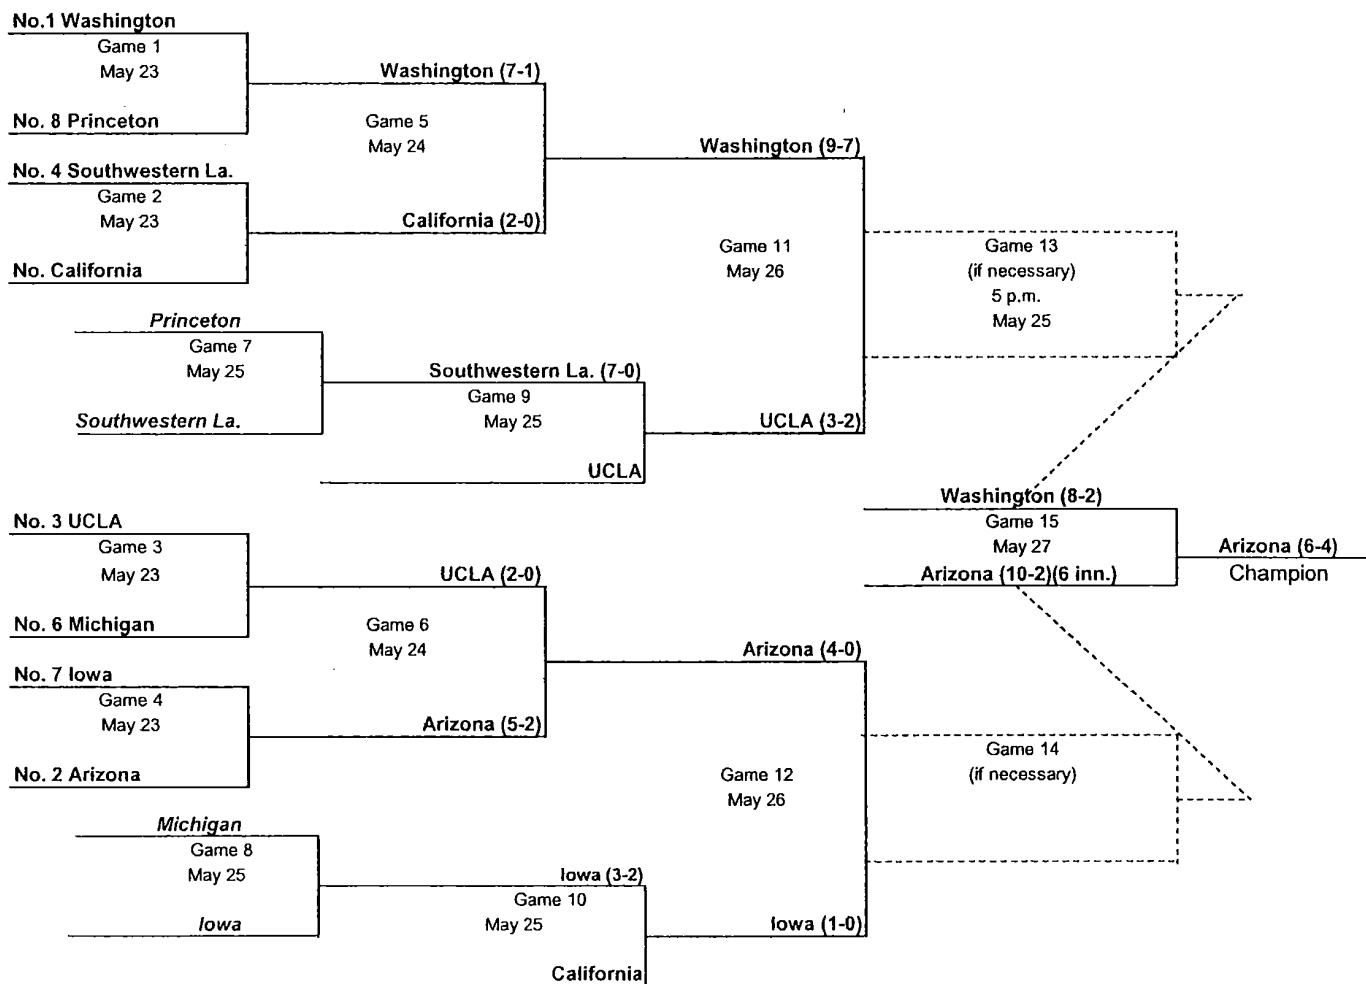 No.1 Washington
Game 1
May 23
No. 8 Princeton
Washington (7-1)
Game 5
May 24
No. 4 Southwestern La.
Game 2
May 23
No. California
California (2-0)
Washington (9-7)
Game 11
May 26
Game 13
(if necessary)
5 p.m.
May 25
Princeton
Game 7
May 25
Southwestern La.
Southwestern La. (7-0)
Game 9
May 25
UCLA
UCLA (3-2)
No. 3 UCLA
Game 3
May 23
No. 6 Michigan
UCLA (2-0)
Game 6
May 24
No. 7 Iowa
Game 4
May 23
No. 2 Arizona
Arizona (5-2)
Washington (8-2)
Game 15
May 27
Arizona (10-2)(6 inn.)
Arizona (6-4)
Champion
Arizona (4-0)
Game 12
May 26
Game 14
(if necessary)
Michigan
Game 8
May 25
Iowa
Iowa (3-2)
Game 10
May 25
California
Iowa (1-0)